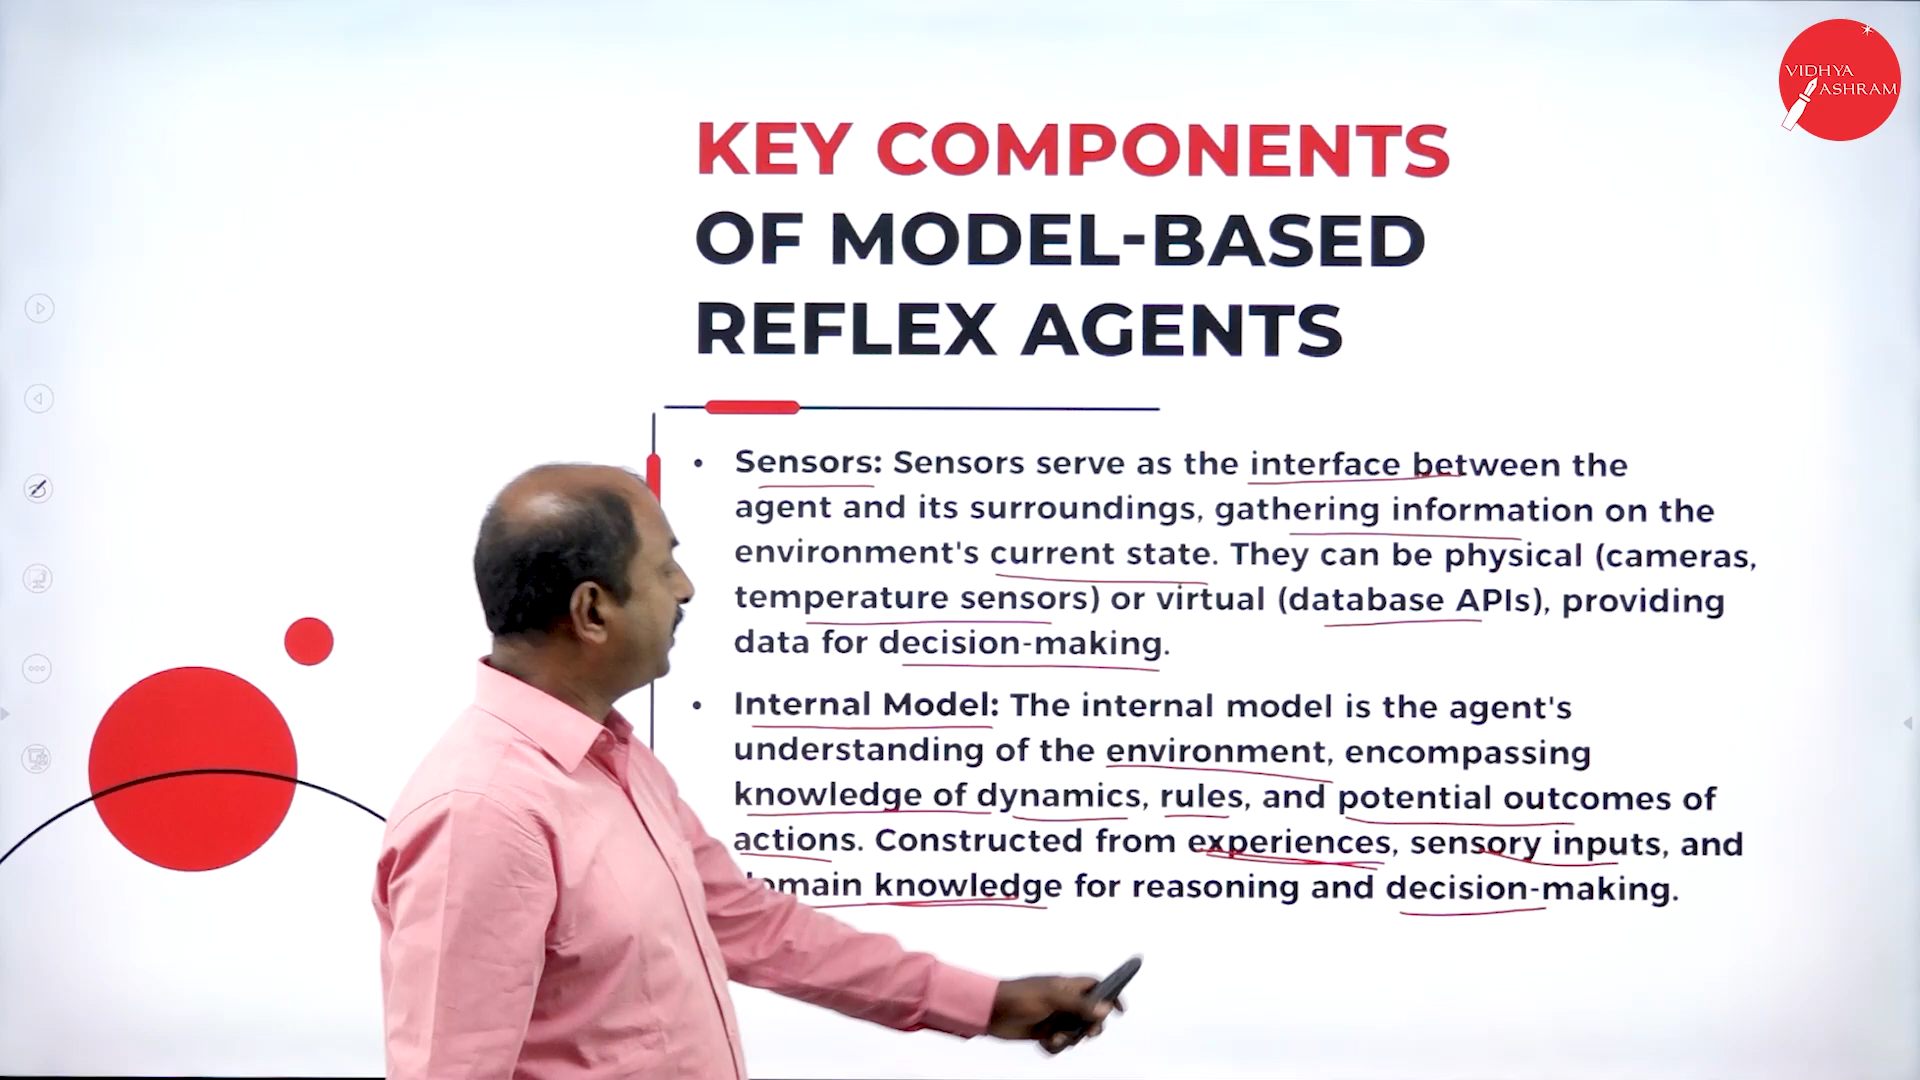 VIDHYA
ASHRAM
KEY COMPONENTS
OF MODEL-BASED
REFLEX AGENTS
• Sensors: Sensors serve as the interface between the
agent and its surroundings, gathering information on the
environment's current state. They can be physical (cameras,
temperature sensors) or virtual (database APIs), providing
data for decision-making.
• Internal Model: The internal model is the agent's
understanding of the environment, encompassing
knowledge of dynamics, rules, and potential outcomes of
actions. Constructed from experiences, sensory inputs, and
domain knowledge for reasoning and decision-making.